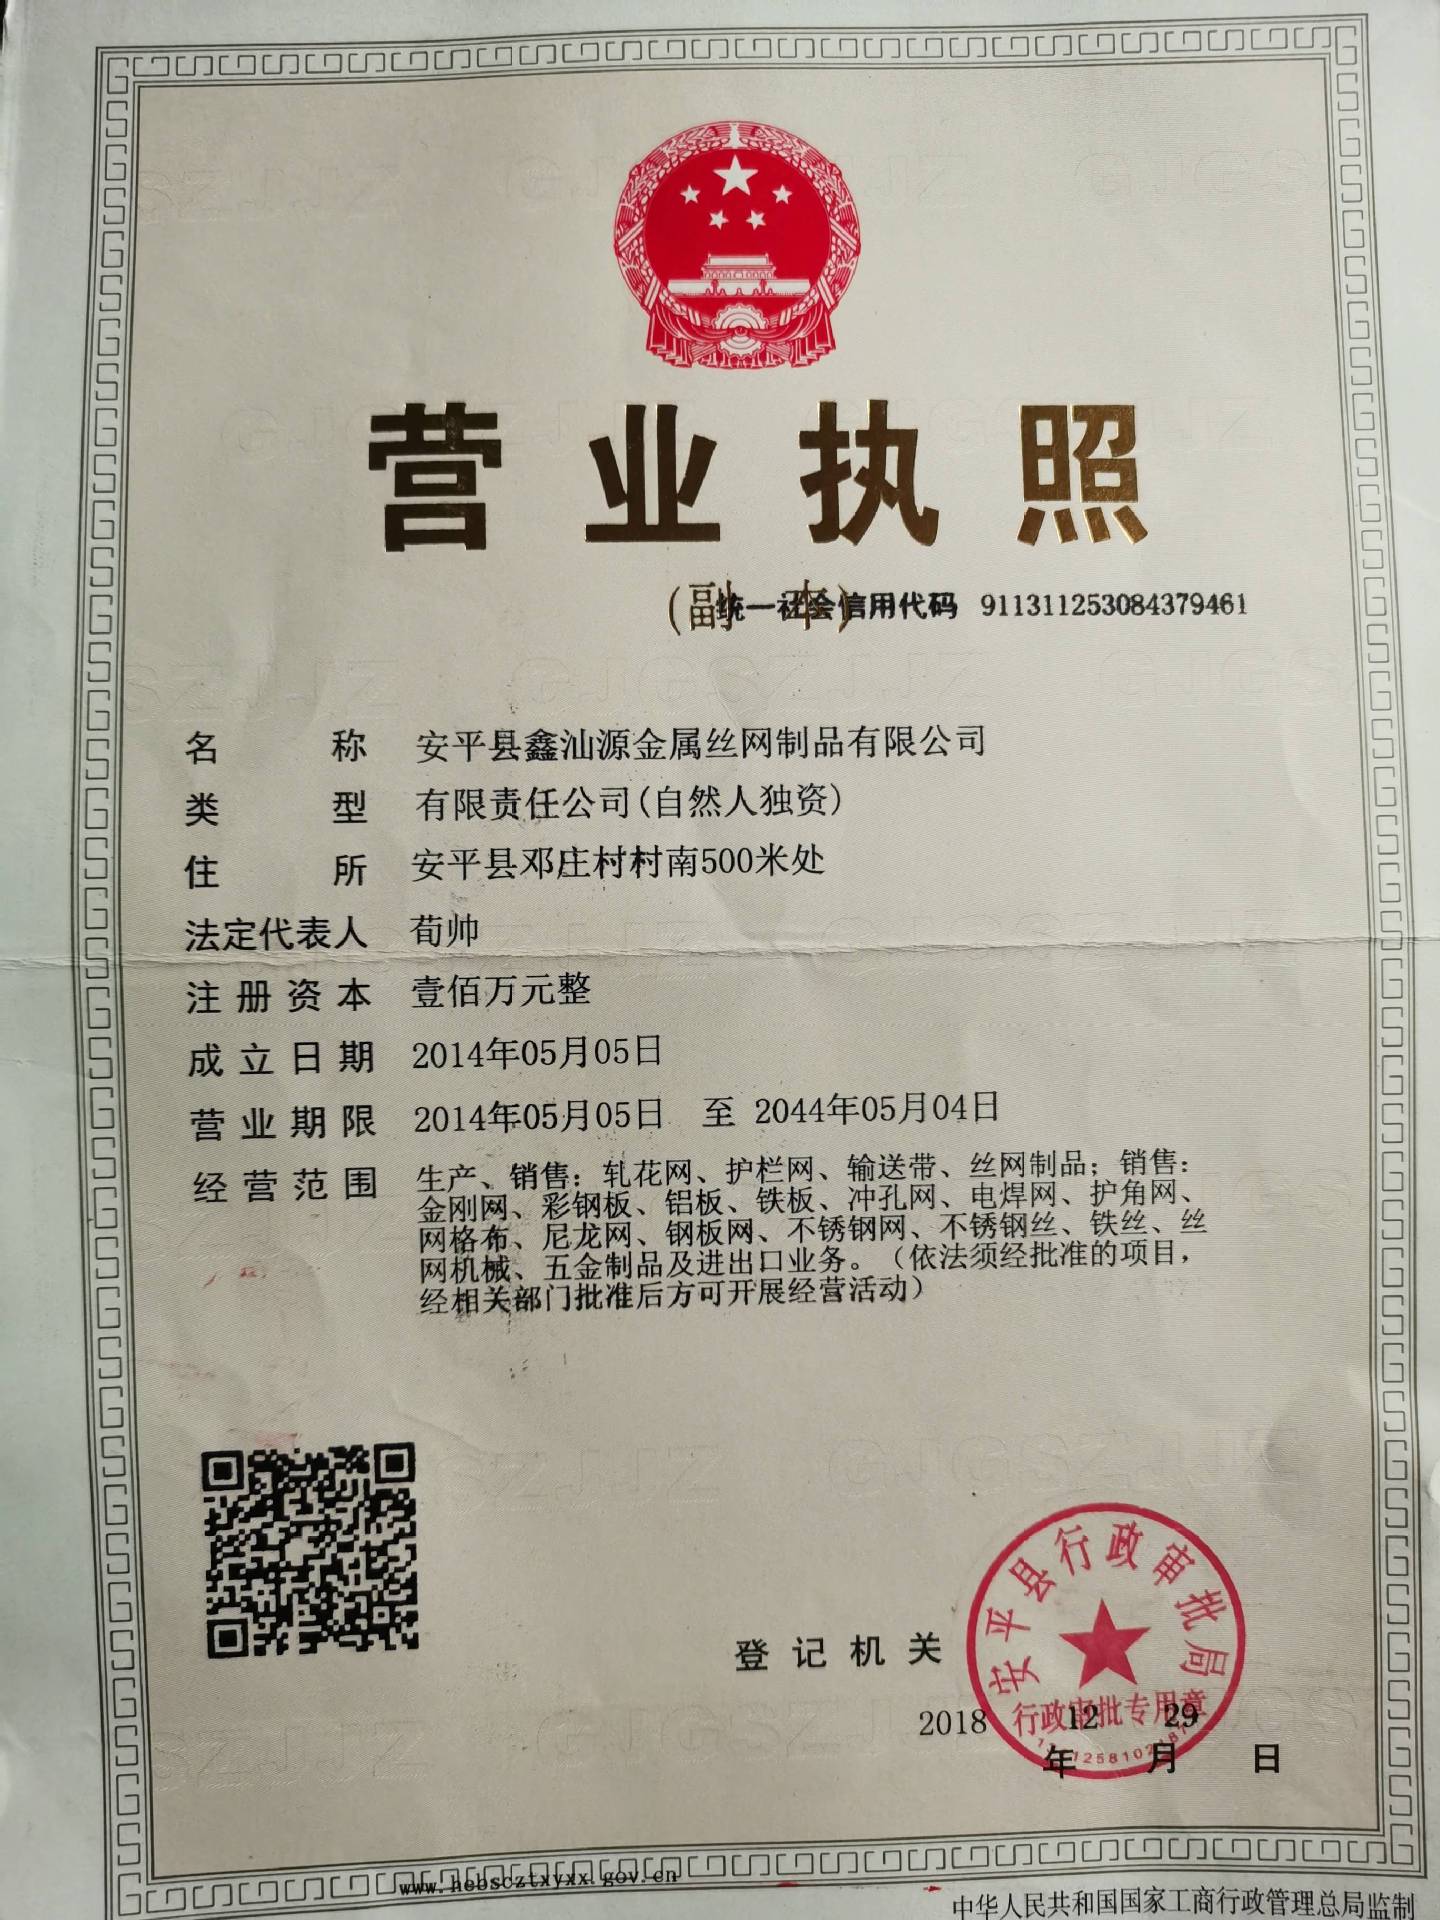 营业执照
(副 本)
统一社会信用代码 911311253084379461
名称 安平县鑫汕源金属丝网制品有限公司
类型 有限责任公司(自然人独资)
住所 安平县邓庄村村南500米处
法定代表人 荀帅
注册资本 壹佰万元整
成立日期 2014年05月05日
营业期限 2014年05月05日 至 2044年05月04日
经营范围 生产、销售:轧花网、护栏网、输送带、丝网制品;销售:
金刚网、彩钢板、铝板、铁板、冲孔网、电焊网、护角网、
网格布、尼龙网、钢板网、不锈钢网、不锈钢丝、铁丝、丝
网机械、五金制品及进出口业务。(依法须经批准的项目,
经相关部门批准后方可开展经营活动)
登记机关
安平县行政审批局
行政审批专用章
2018 12 29
年 月 日
www.hebscztxyxx.gov.cn
中华人民共和国国家工商行政管理总局监制